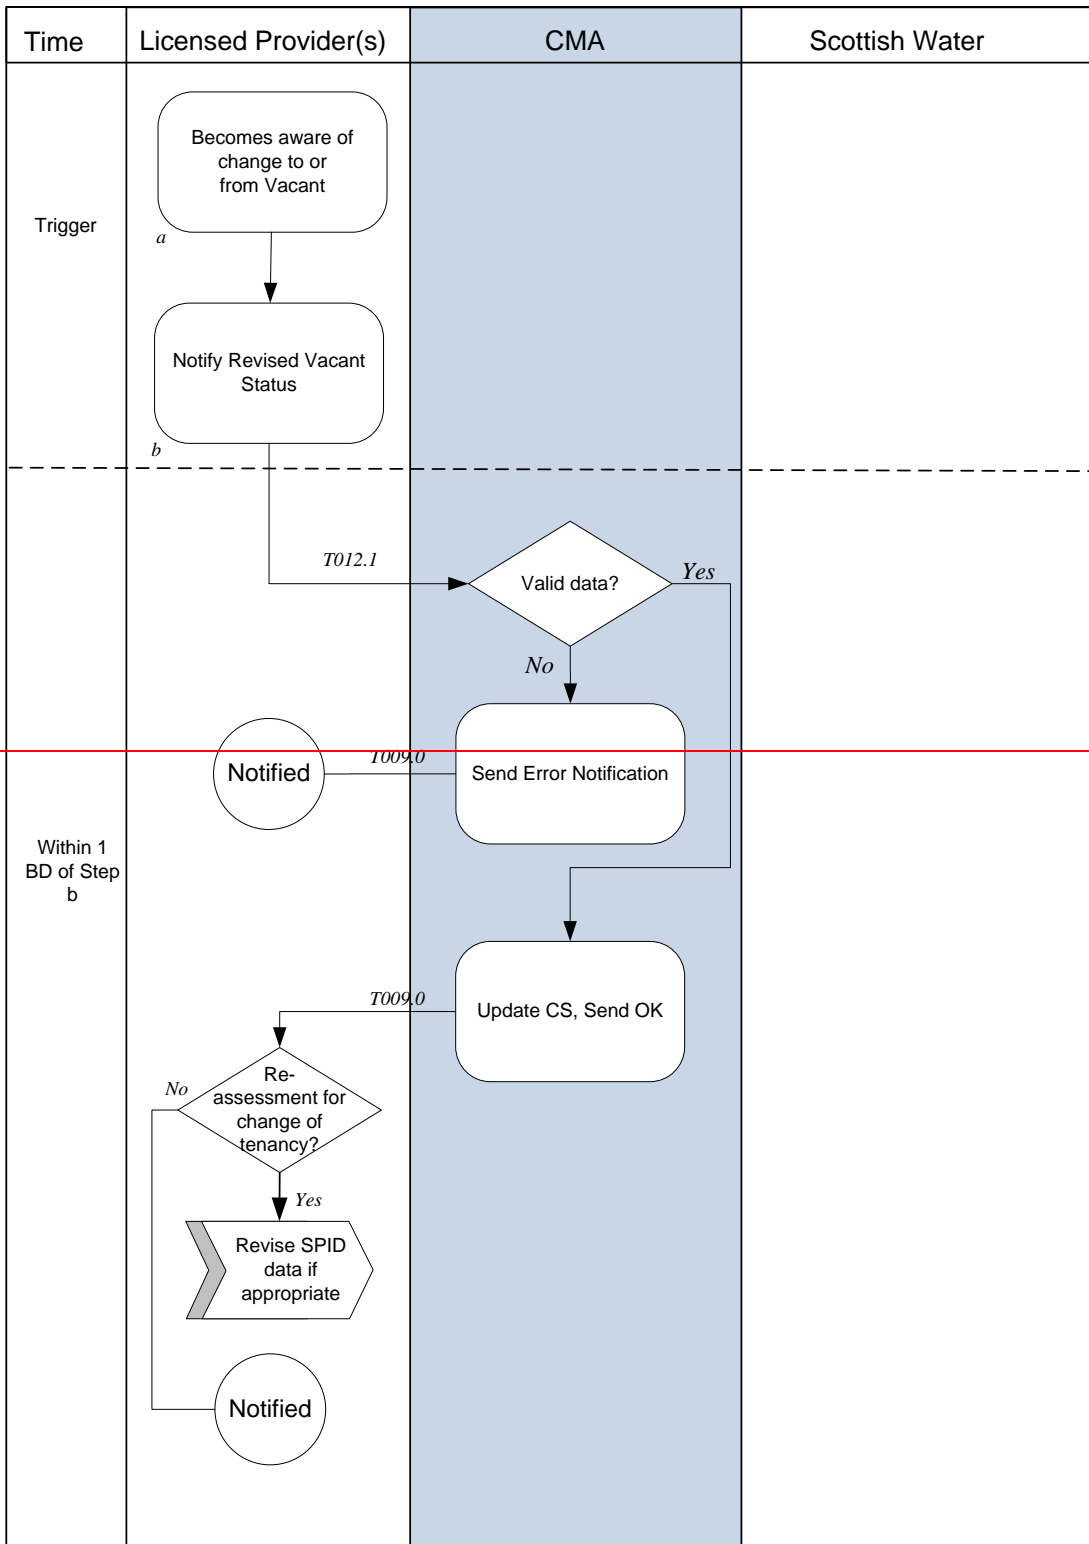 Time
Licensed Provider(s)
CMA
Scottish Water
Becomes aware of
change to or
from Vacant
Trigger
a
Notify Revised Vacant
Status
b
T012.1
Valid data?
Yes
No
T009.0
Notified
Send Error Notification
Within 1
BD of Step
b
T009.0
Update CS, Send OK
Re-
assessment for
change of
tenancy?
No
Yes
Revise SPID
data if
appropriate
Notified